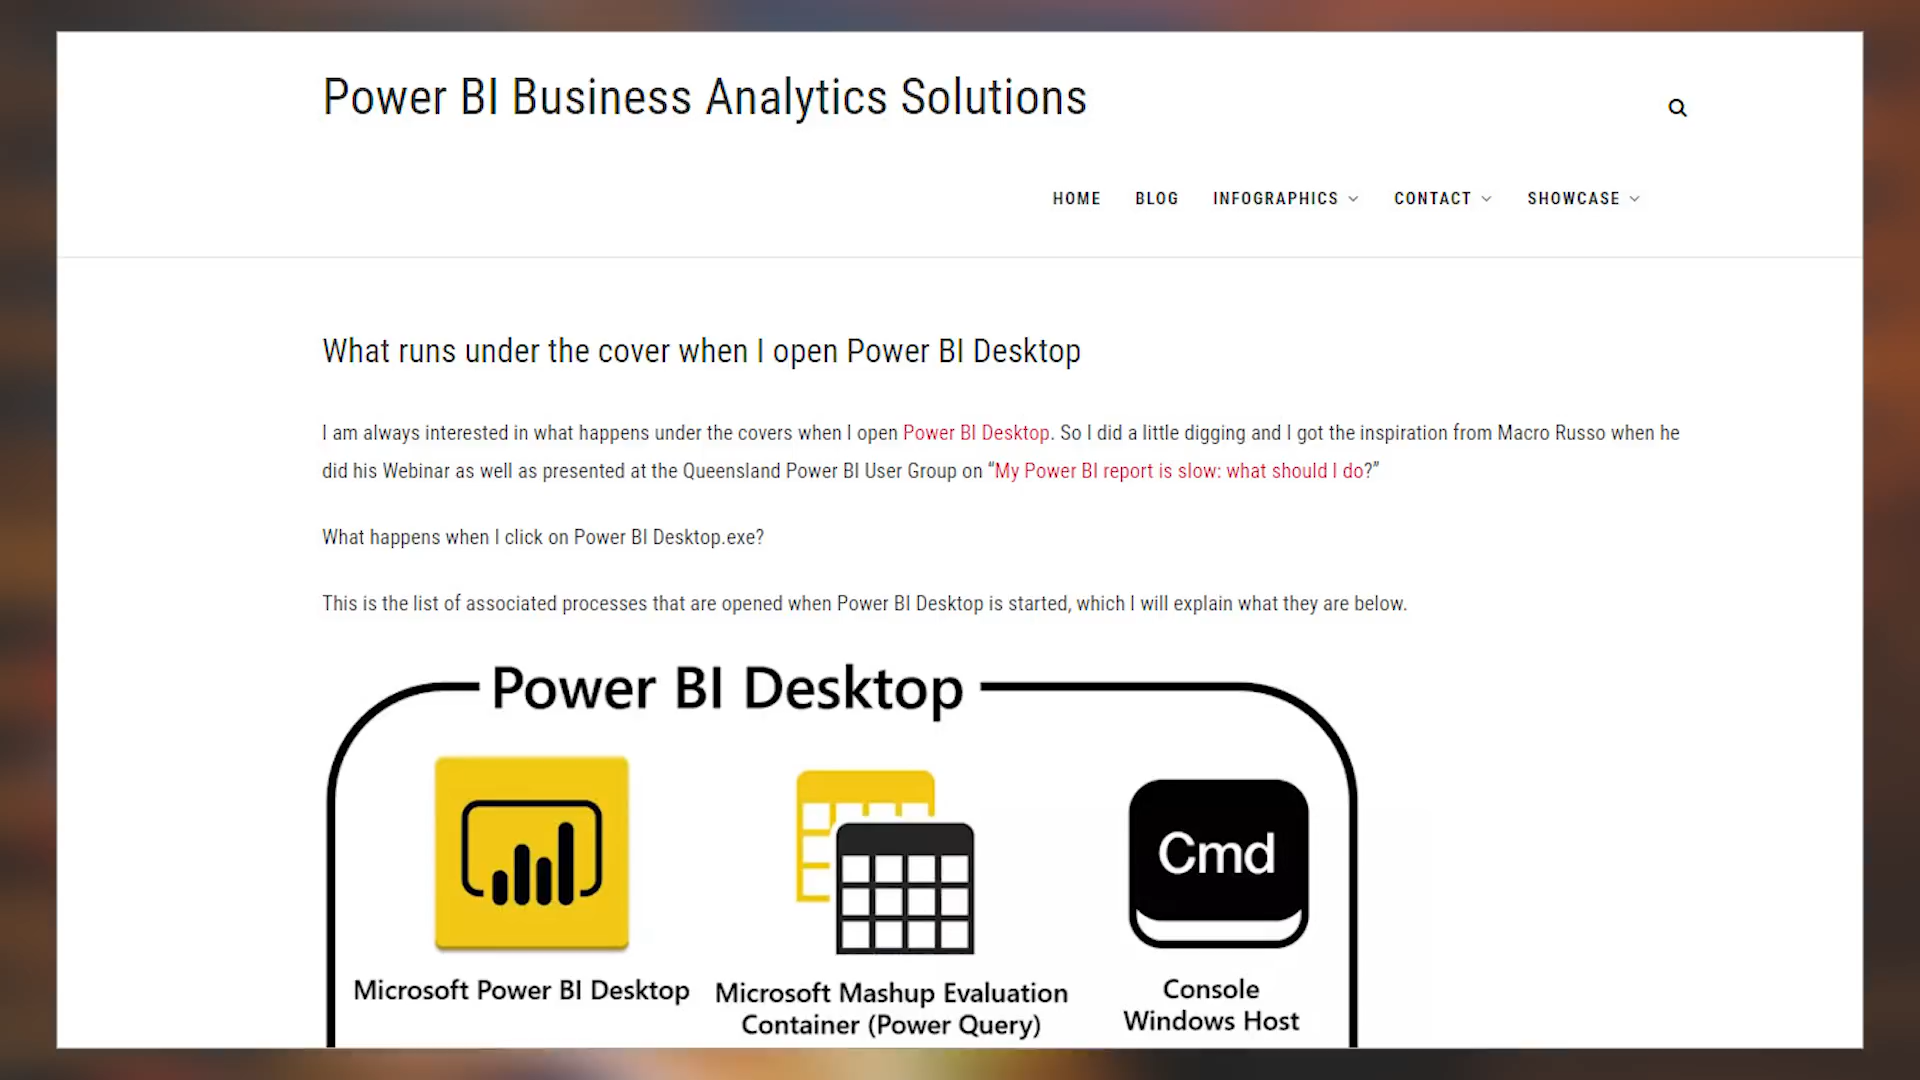 Power BI Business Analytics Solutions
HOME BLOG INFOGRAPHICS CONTACT SHOWCASE
What runs under the cover when I open Power BI Desktop
I am always interested in what happens under the covers when I open Power BI Desktop. So I did a little digging and I got the inspiration from Macro Russo when he
did his Webinar as well as presented at the Queensland Power BI User Group on “My Power BI report is slow: what should I do?”
What happens when I click on Power BI Desktop.exe?
This is the list of associated processes that are opened when Power BI Desktop is started, which I will explain what they are below.
Power BI Desktop
Cmd
Microsoft Power BI Desktop
Microsoft Mashup Evaluation
Container (Power Query)
Console
Windows Host